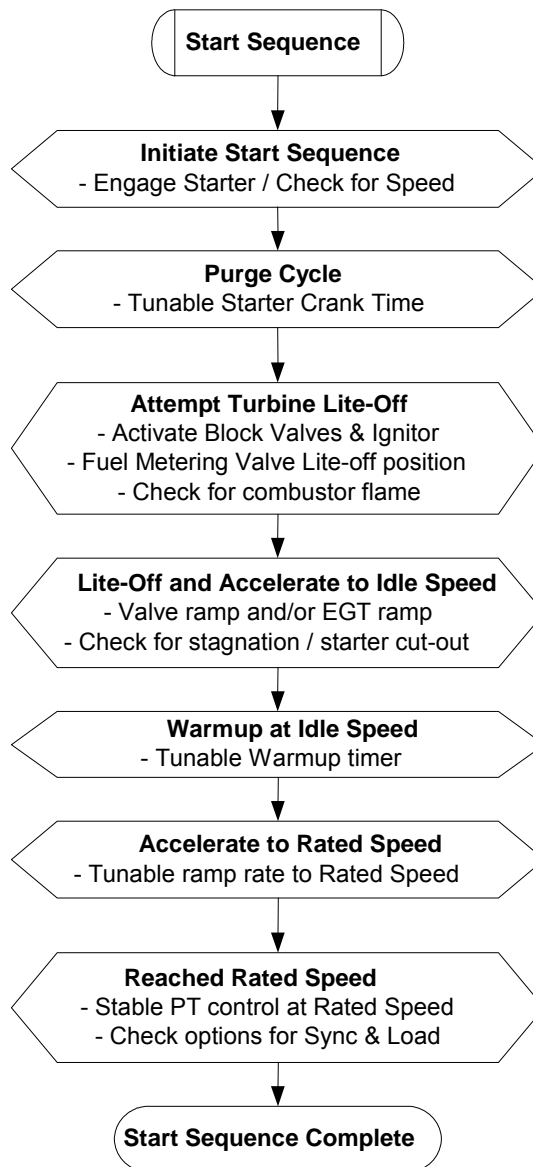 Start Sequence
Initiate Start Sequence
- Engage Starter / Check for Speed
Purge Cycle
- Tunable Starter Crank Time
Attempt Turbine Lite-Off
- Activate Block Valves & Ignitor
- Fuel Metering Valve Lite-off position
- Check for combustor flame
Lite-Off and Accelerate to Idle Speed
- Valve ramp and/or EGT ramp
- Check for stagnation / starter cut-out
Warmup at Idle Speed
- Tunable Warmup timer
Accelerate to Rated Speed
- Tunable ramp rate to Rated Speed
Reached Rated Speed
- Stable PT control at Rated Speed
- Check options for Sync & Load
Start Sequence Complete